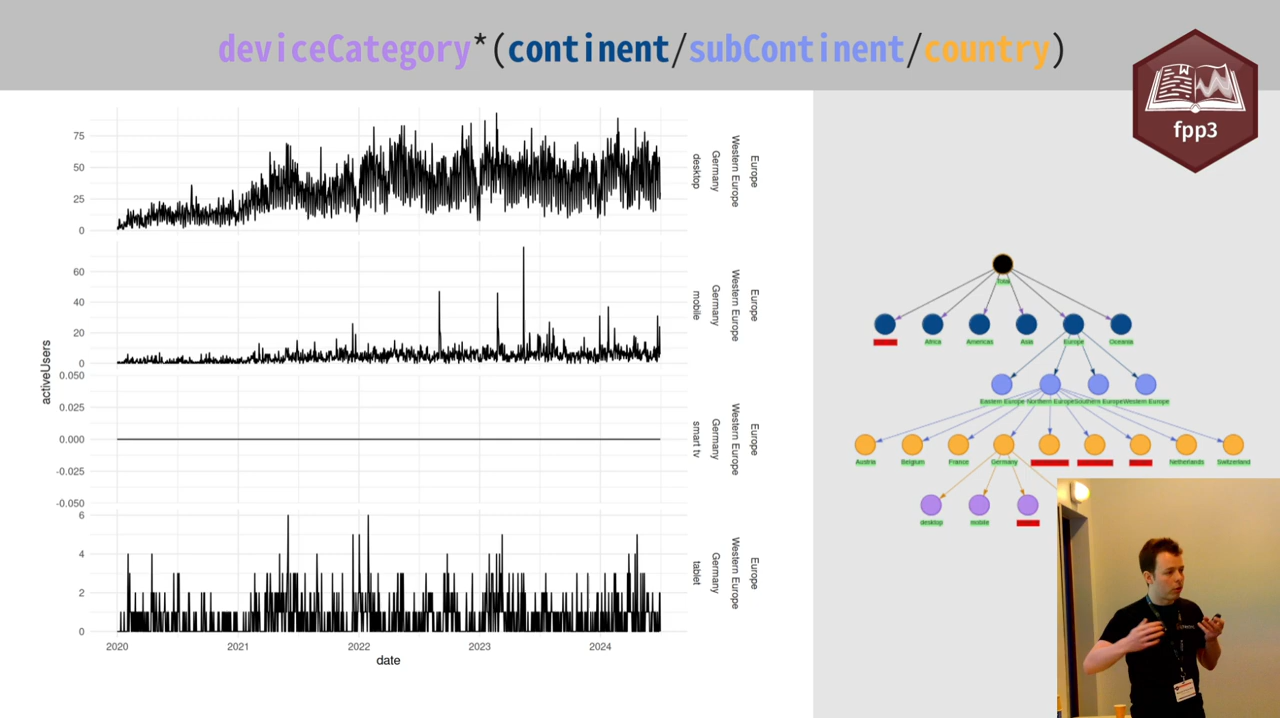 deviceCategory*(continent/subContinent/country)
fpp3
75
50
25
0
Europe
Western Europe
Germany
desktop
60
40
20
0
Europe
Western Europe
Germany
mobile
0.050
0.025
0.000
-0.025
-0.050
Europe
Western Europe
Germany
smart tv
6
4
2
0
Europe
Western Europe
Germany
tablet
activeUsers
2020 2021 2022 2023 2024
date
Total
Africa Americas Asia Europe Oceania
Eastern Europe Northern Europe Southern Europe Western Europe
Austria Belgium France Germany Netherlands Switzerland
desktop mobile